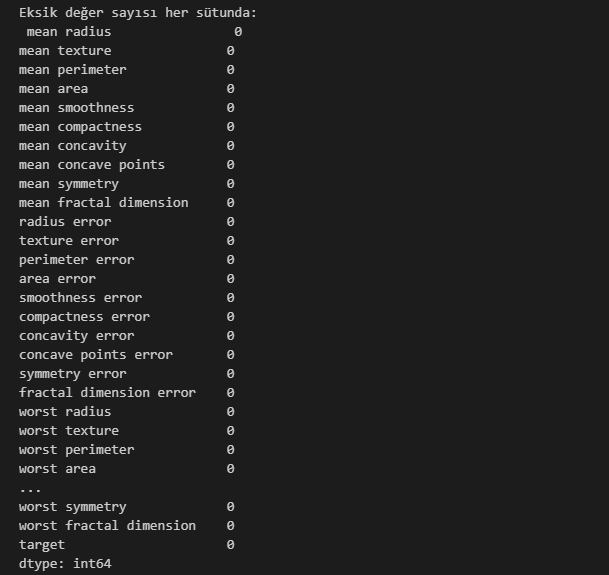 Eksik değer sayısı her sütunda:
 mean radius                0
mean texture               0
mean perimeter             0
mean area                  0
mean smoothness            0
mean compactness           0
mean concavity             0
mean concave points        0
mean symmetry              0
mean fractal dimension     0
radius error               0
texture error              0
perimeter error            0
area error                 0
smoothness error           0
compactness error          0
concavity error            0
concave points error       0
symmetry error             0
fractal dimension error    0
worst radius               0
worst texture              0
worst perimeter            0
worst area                 0
...
worst symmetry             0
worst fractal dimension    0
target                     0
dtype: int64